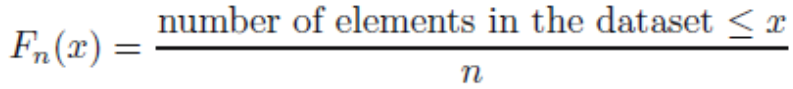 F_n(x) = number of elements in the dataset ≤ x
n